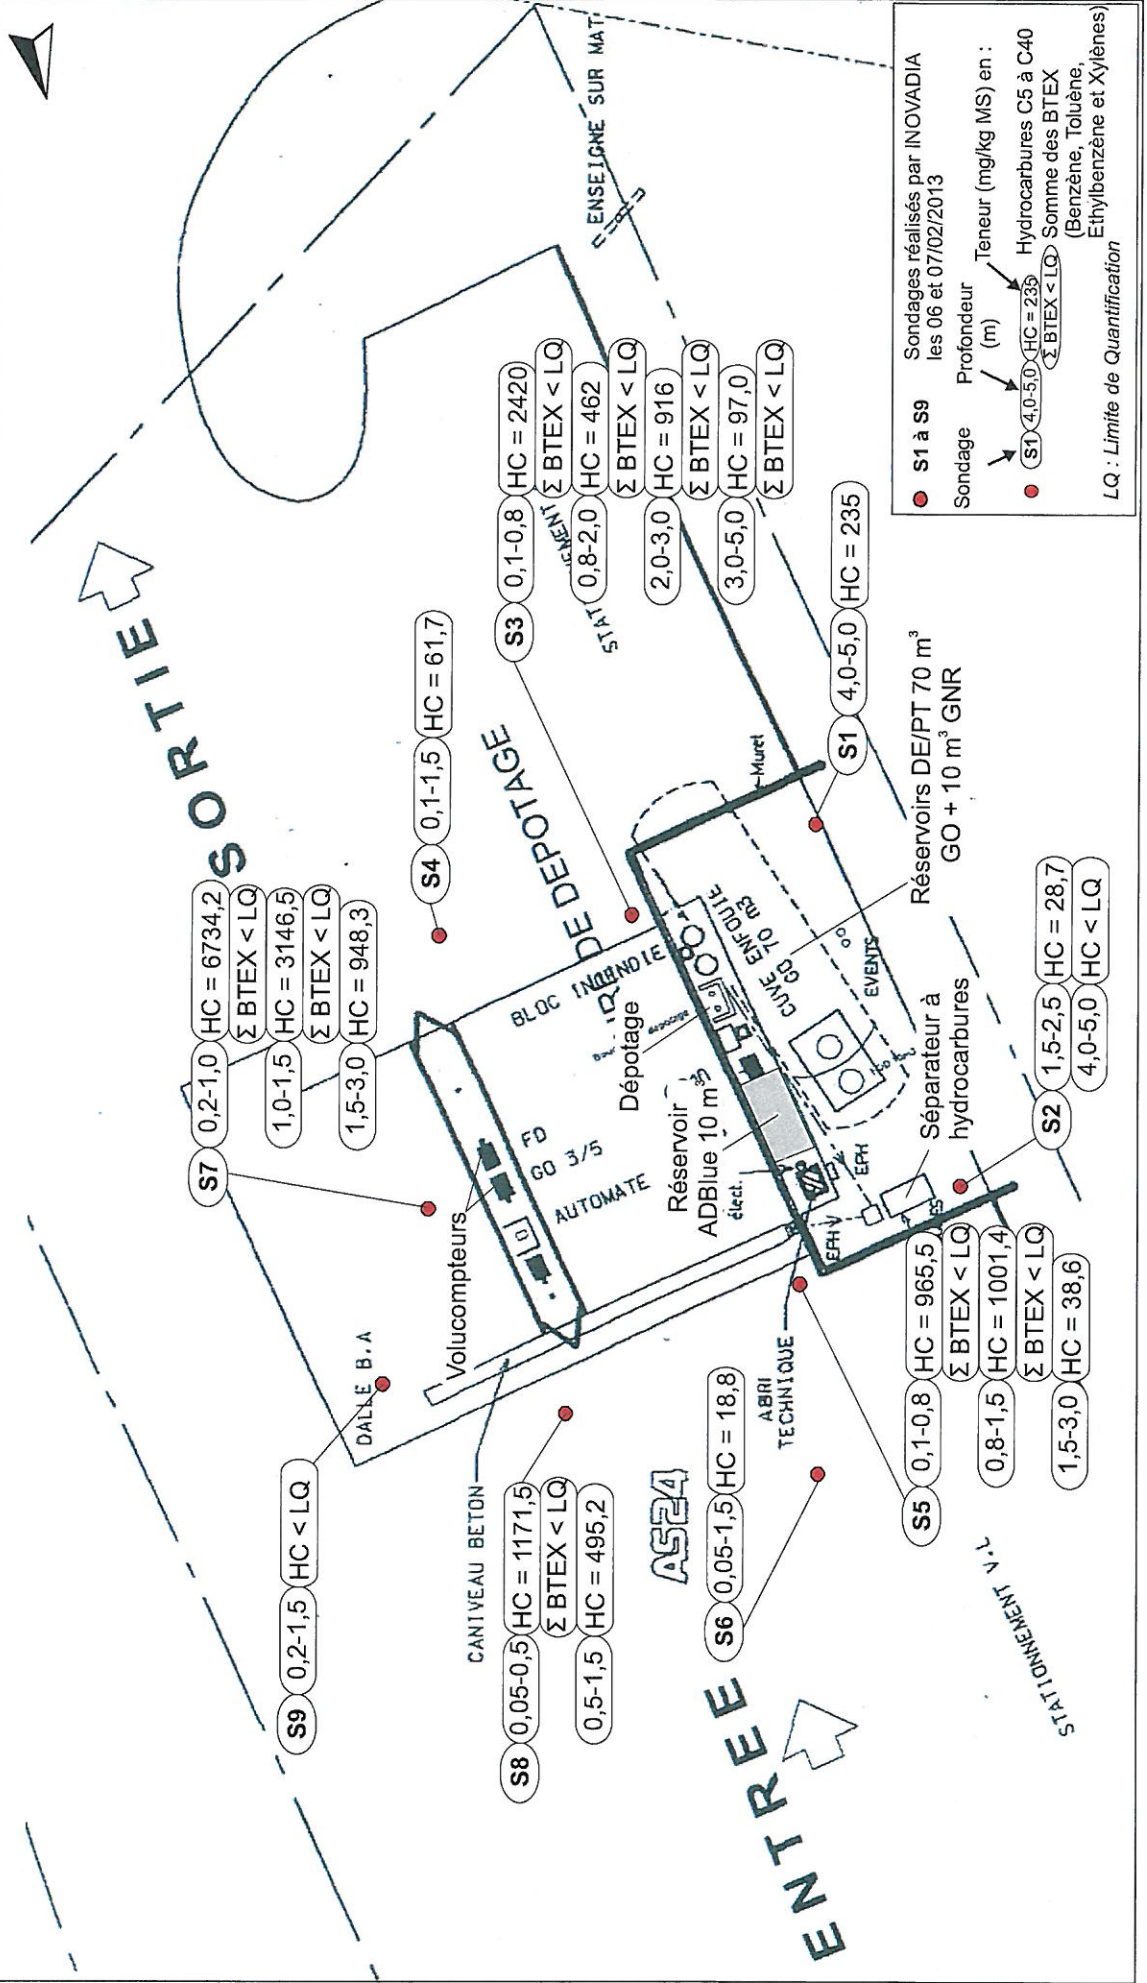 SORTIE
ENTREE
ENSEIGNE SUR MAT
S9 0,2-1,5 HC < LQ
S7 0,2-1,0 HC = 6734,2
Σ BTEX < LQ
1,0-1,5 HC = 3146,5
Σ BTEX < LQ
1,5-3,0 HC = 948,3
S4 0,1-1,5 HC = 61,7
S3 0,1-0,8 HC = 2420
Σ BTEX < LQ
0,8-2,0 HC = 462
Σ BTEX < LQ
2,0-3,0 HC = 916
Σ BTEX < LQ
3,0-5,0 HC = 97,0
Σ BTEX < LQ
DALLE B.A
Volucompteurs
FD
GO 3/5
AUTOMATE
BLOC INCENDIE
DE DEPOTAGE
Dépotage
CANIVEAU BETON
S8 0,05-0,5 HC = 1171,5
Σ BTEX < LQ
0,5-1,5 HC = 495,2
AS24
S6 0,05-1,5 HC = 18,8
ABRI
TECHNIQUE
Réservoir
ADBlue 10 m³
élect.
CUVE ENFOUIE
GO 70 m3
EVENTS
Muret
EPH
EPH
S1 4,0-5,0 HC = 235
Réservoirs DE/PT 70 m³
GO + 10 m³ GNR
Séparateur à
hydrocarbures
S2 1,5-2,5 HC = 28,7
4,0-5,0 HC < LQ
S5 0,1-0,8 HC = 965,5
Σ BTEX < LQ
0,8-1,5 HC = 1001,4
Σ BTEX < LQ
1,5-3,0 HC = 38,6
STATIONNEMENT V.L
S1 à S9 Sondages réalisés par INOVADIA
les 06 et 07/02/2013
Sondage Profondeur
(m)
Teneur (mg/kg MS) en :
S1 4,0-5,0 HC = 235 Hydrocarbures C5 à C40
Σ BTEX < LQ Somme des BTEX
(Benzène, Toluène,
Ethylbenzène et Xylènes)
LQ : Limite de Quantification